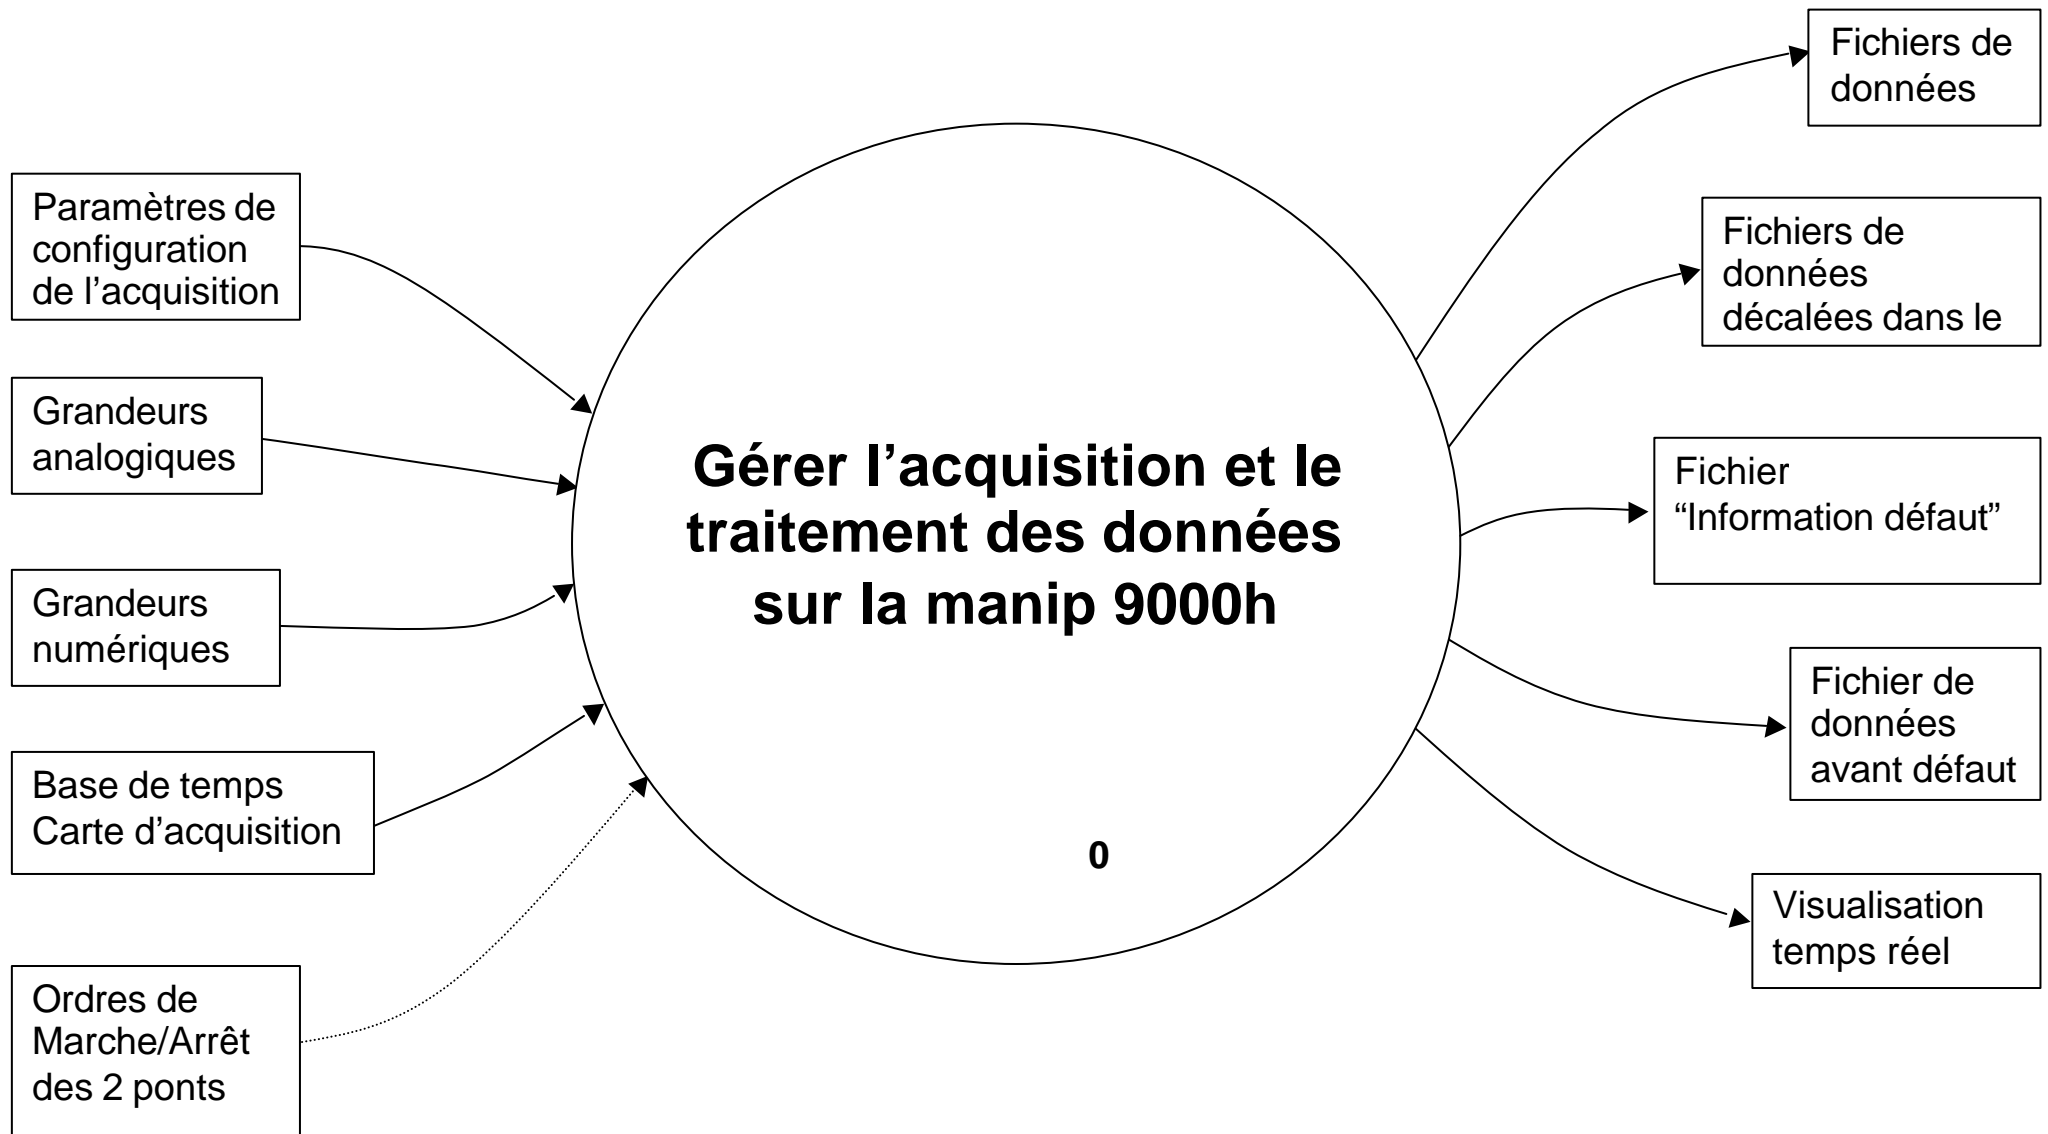 Paramètres de
configuration
de l’acquisition
Grandeurs
analogiques
Grandeurs
numériques
Base de temps
Carte d’acquisition
Ordres de
Marche/Arrêt
des 2 ponts
Gérer l’acquisition et le
traitement des données
sur la manip 9000h
0
Fichiers de
données
Fichiers de
données
décalées dans le
Fichier
“Information défaut”
Fichier de
données
avant défaut
Visualisation
temps réel